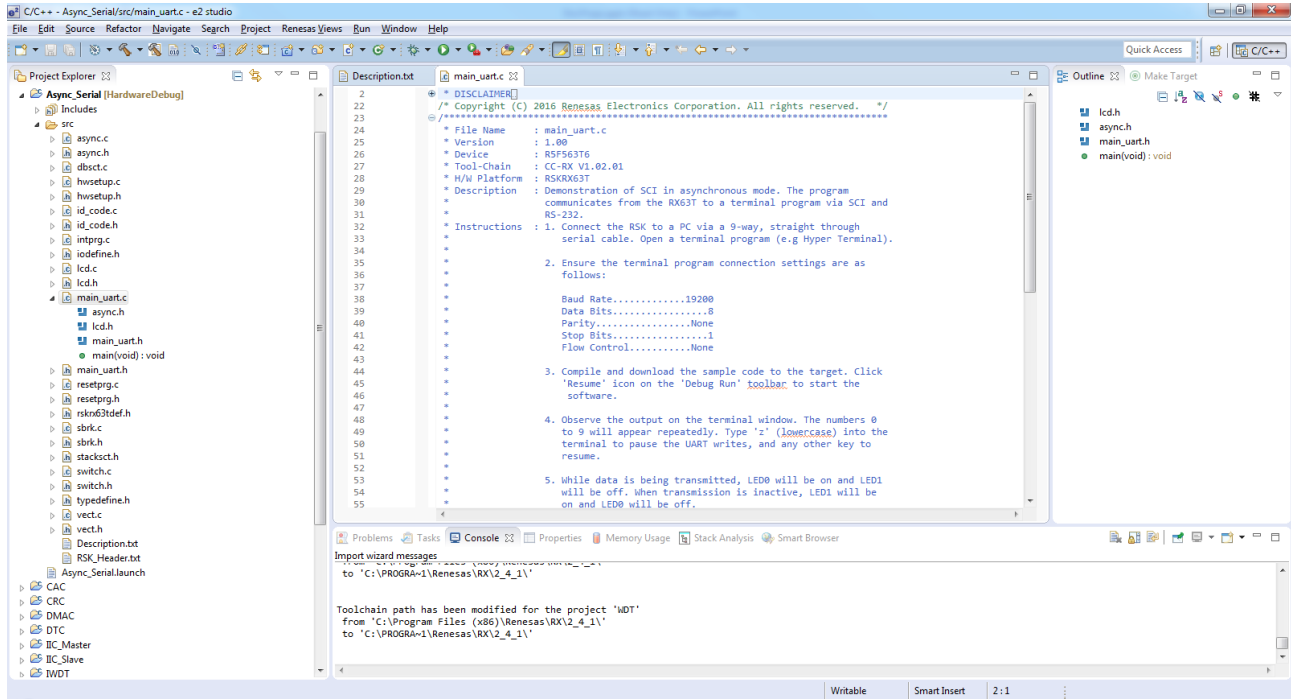 C/C++ - Async_Serial/src/main_uart.c - e2 studio
File Edit Source Refactor Navigate Search Project Renesas Views Run Window Help
Quick Access
C/C++
Project Explorer
Async_Serial [HardwareDebug]
Includes
src
async.c
async.h
dbsct.c
hwsetup.c
hwsetup.h
id_code.c
id_code.h
intprg.c
iodefine.h
lcd.c
lcd.h
main_uart.c
async.h
lcd.h
main_uart.h
main(void) : void
main_uart.h
resetprg.c
resetprg.h
rskrx63tdef.h
sbrk.c
sbrk.h
stacksct.h
switch.c
switch.h
typedefine.h
vect.c
vect.h
Description.txt
RSK_Header.txt
Async_Serial.launch
CAC
CRC
DMAC
DTC
IIC_Master
IIC_Slave
IWDT
Description.txt
main_uart.c
2 * DISCLAIMER
22 /* Copyright (C) 2016 Renesas Electronics Corporation. All rights reserved. */
23 /*******************************************************************************
24 * File Name : main_uart.c
25 * Version : 1.00
26 * Device : R5F563T6
27 * Tool-Chain : CC-RX V1.02.01
28 * H/W Platform : RSKRX63T
29 * Description : Demonstration of SCI in asynchronous mode. The program
30 * communicates from the RX63T to a terminal program via SCI and
31 * RS-232.
32 * Instructions : 1. Connect the RSK to a PC via a 9-way, straight through
33 * serial cable. Open a terminal program (e.g Hyper Terminal).
34 *
35 * 2. Ensure the terminal program connection settings are as
36 * follows:
37 *
38 * Baud Rate.............19200
39 * Data Bits.................8
40 * Parity.................None
41 * Stop Bits.................1
42 * Flow Control...........None
43 *
44 * 3. Compile and download the sample code to the target. Click
45 * 'Resume' icon on the 'Debug Run' toolbar to start the
46 * software.
47 *
48 * 4. Observe the output on the terminal window. The numbers 0
49 * to 9 will appear repeatedly. Type 'z' (lowercase) into the
50 * terminal to pause the UART writes, and any other key to
51 * resume.
52 *
53 * 5. While data is being transmitted, LED0 will be on and LED1
54 * will be off. When transmission is inactive, LED1 will be
55 * on and LED0 will be off.
Outline
Make Target
lcd.h
async.h
main_uart.h
main(void) : void
Problems Tasks Console Properties Memory Usage Stack Analysis Smart Browser
Import wizard messages
from 'C:\Program Files (x86)\Renesas\RX\2_4_1\'
to 'C:\PROGRA~1\Renesas\RX\2_4_1\'
Toolchain path has been modified for the project 'WDT'
from 'C:\Program Files (x86)\Renesas\RX\2_4_1\'
to 'C:\PROGRA~1\Renesas\RX\2_4_1\'
Writable
Smart Insert
2 : 1